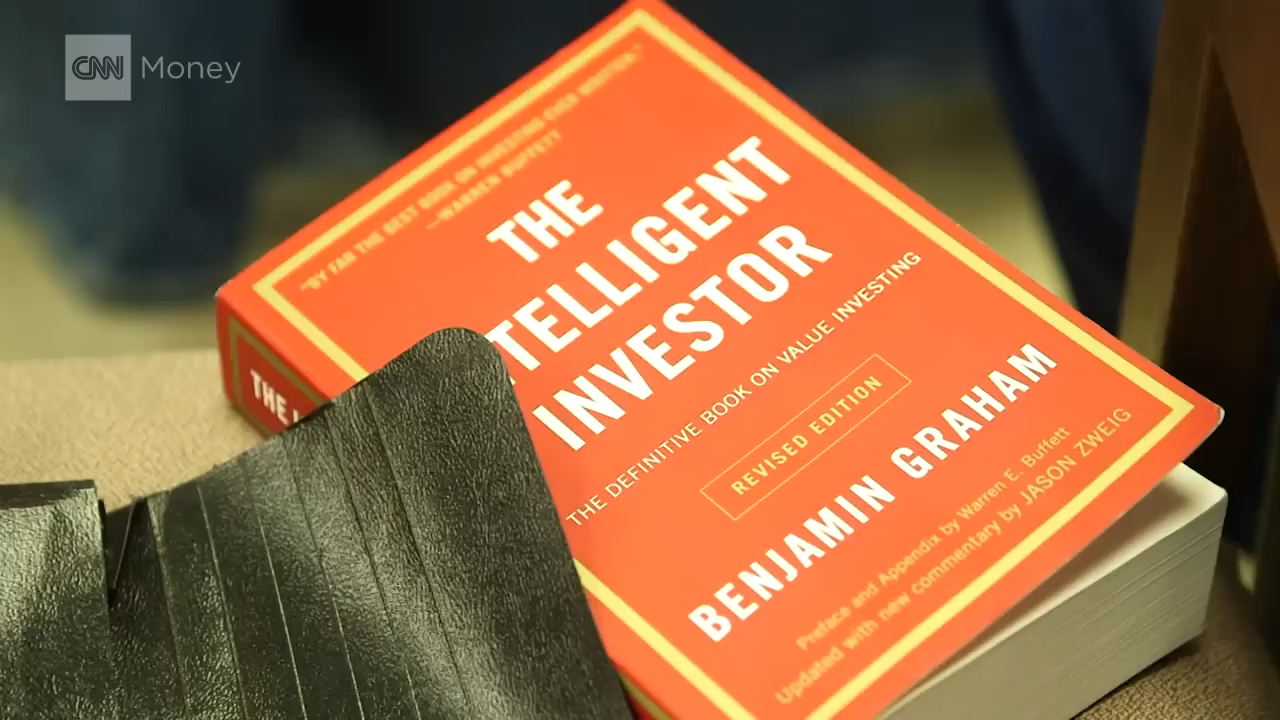 CNN Money
"BY FAR THE BEST BOOK ON INVESTING EVER WRITTEN."
—WARREN BUFFETT
THE
TELLIGENT
INVESTOR
THE DEFINITIVE BOOK ON VALUE INVESTING
REVISED EDITION
BENJAMIN GRAHAM
Preface and Appendix by Warren E. Buffett
Updated with new commentary by JASON ZWEIG
THE I